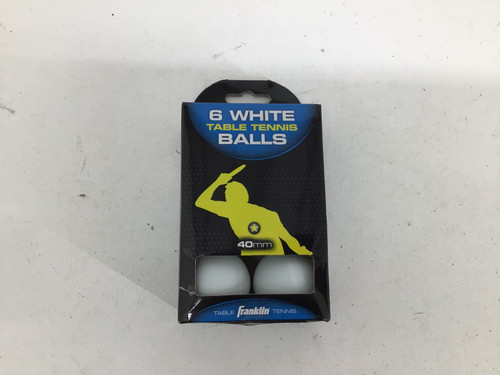 6 WHITE
TABLE TENNIS
BALLS
40mm
TABLE Franklin TENNIS